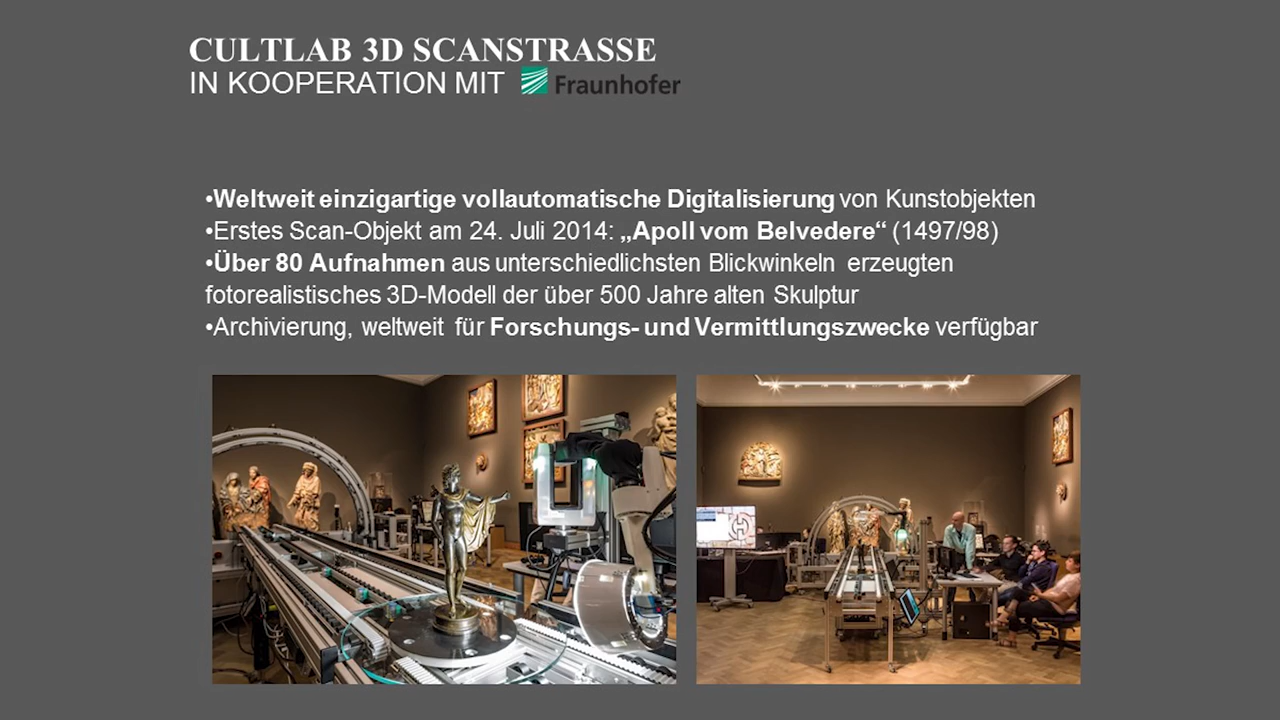 CULTLAB 3D SCANSTRASSE
IN KOOPERATION MIT Fraunhofer
•Weltweit einzigartige vollautomatische Digitalisierung von Kunstobjekten
•Erstes Scan-Objekt am 24. Juli 2014: „Apoll vom Belvedere“ (1497/98)
•Über 80 Aufnahmen aus unterschiedlichsten Blickwinkeln erzeugten
fotorealistisches 3D-Modell der über 500 Jahre alten Skulptur
•Archivierung, weltweit für Forschungs- und Vermittlungszwecke verfügbar